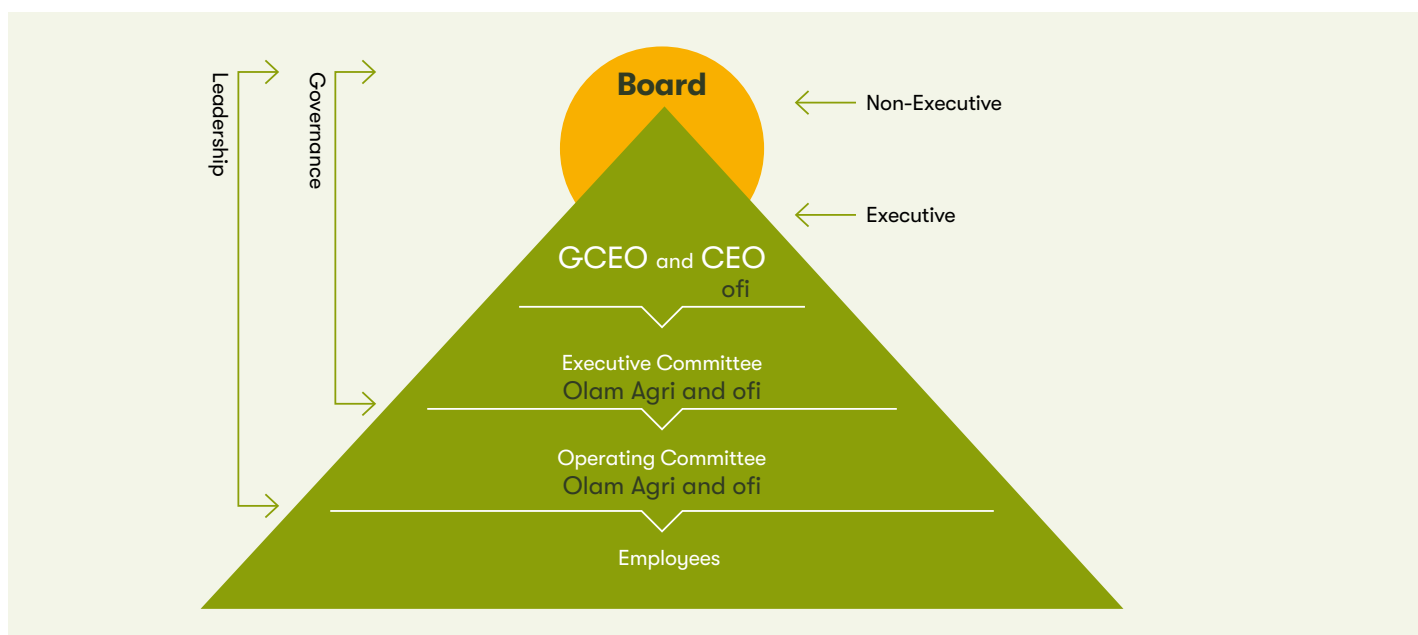 Leadership
Governance
Board
Non-Executive
Executive
GCEO and CEO
ofi
Executive Committee
Olam Agri and ofi
Operating Committee
Olam Agri and ofi
Employees